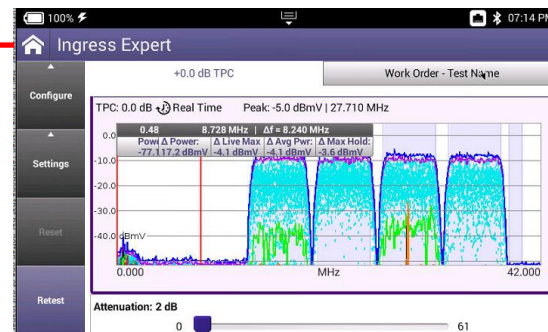 100% 07:14 PM
Ingress Expert
+0.0 dB TPC Work Order - Test Name
Configure
Settings
Reset
Retest
TPC: 0.0 dB Real Time Peak: -5.0 dBmV | 27.710 MHz
0.48 8.728 MHz | Δf = 8.240 MHz
Powe Δ Power: Δ Live Max Δ Avg Pwr: Δ Max Hold:
-77.117.2 dBmV -4.1 dBmV -4.1 dBmV -3.6 dBmV
0.0
-10.0
-20.0
-30.0
-40.0 dBmV
0.000 MHz 42.000
Attenuation: 2 dB
0 61